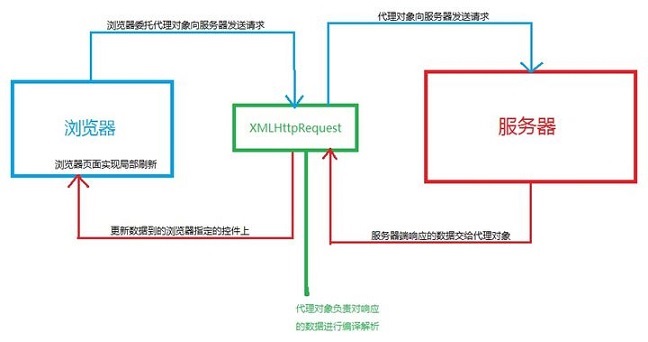 浏览器委托代理对象向服务器发送请求
代理对象向服务器发送请求
浏览器
XMLHttpRequest
服务器
浏览器页面实现局部刷新
更新数据到的浏览器指定的控件上
服务器端响应的数据交给代理对象
代理对象负责对响应
的数据进行编译解析